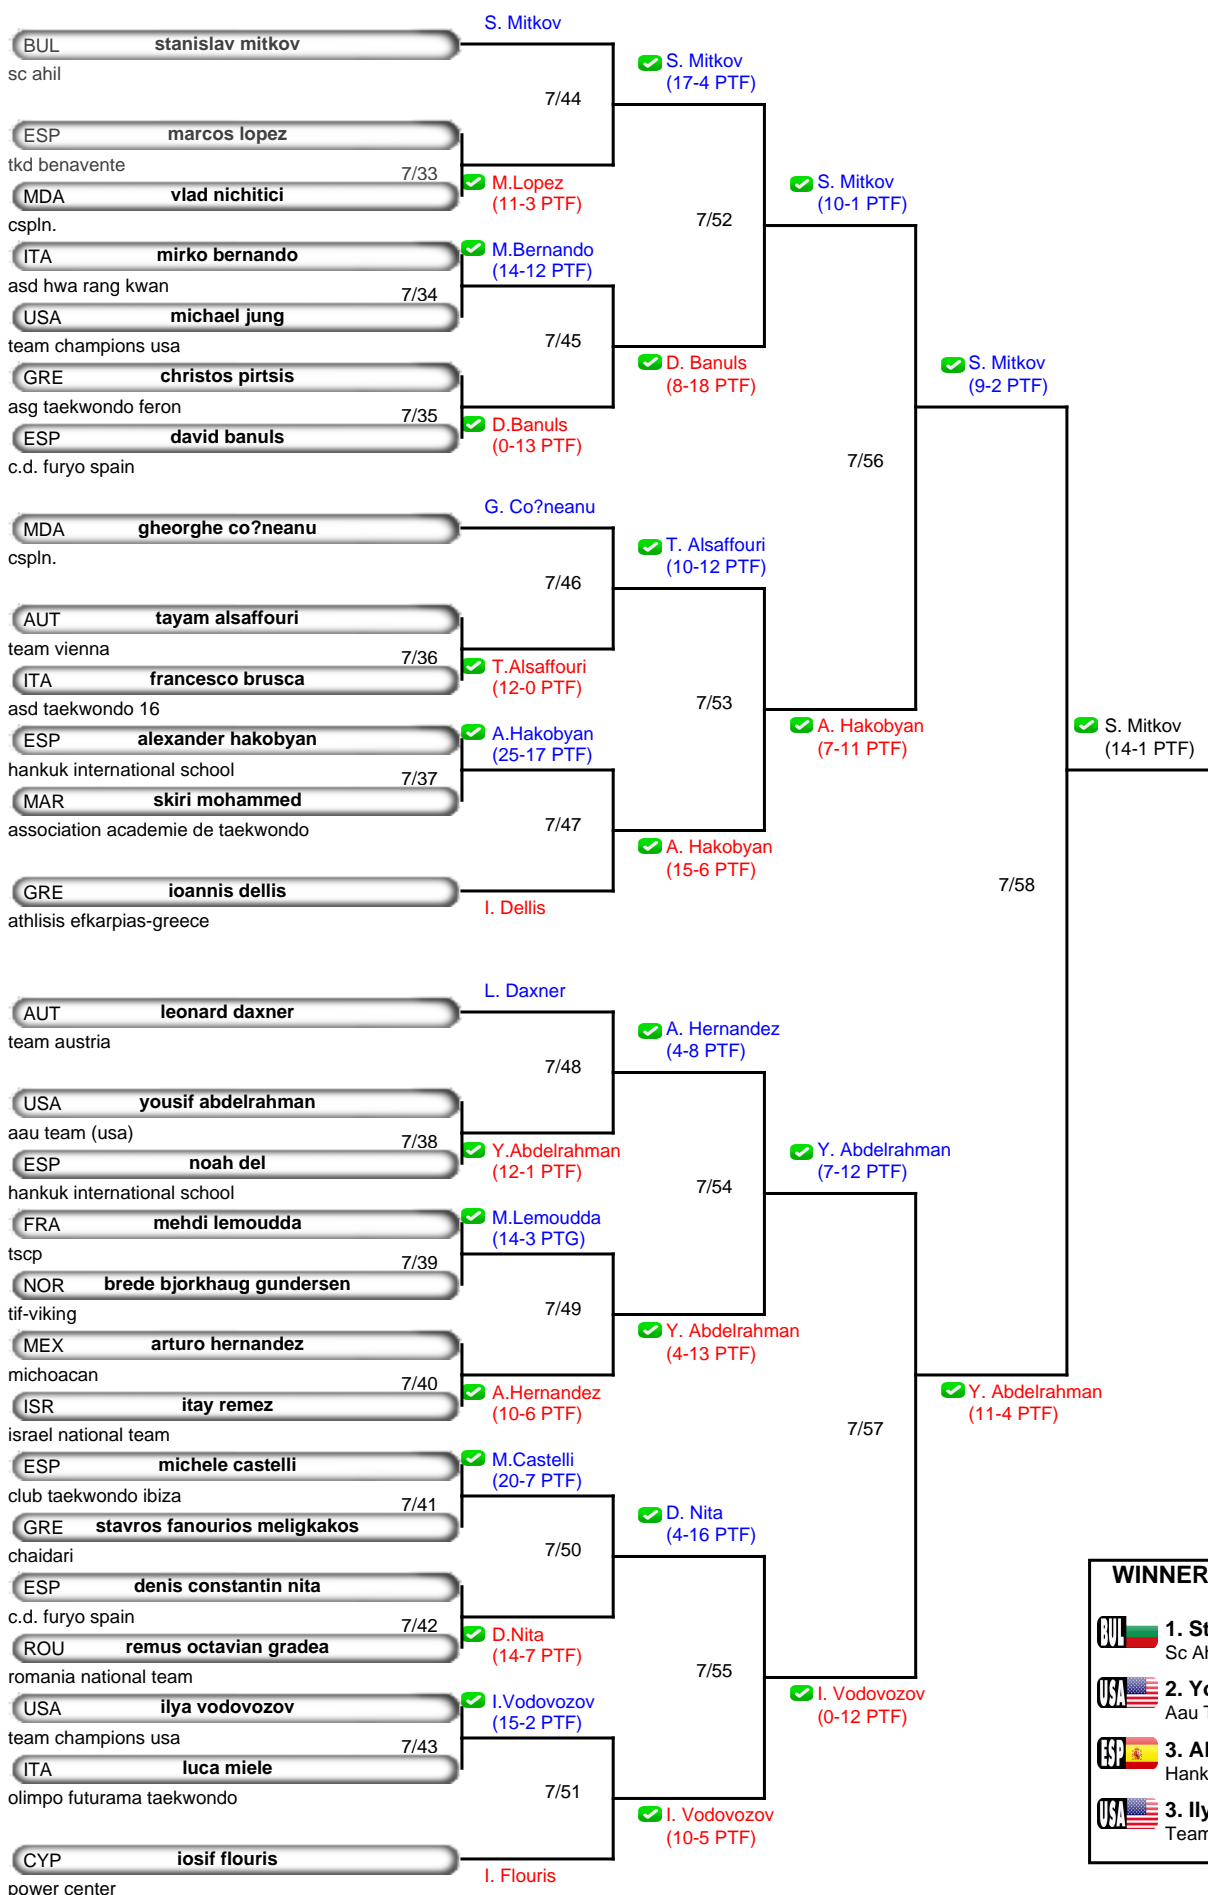 S. Mitkov
BUL stanislav mitkov
sc ahil
S. Mitkov
(17-4 PTF)
7/44
ESP marcos lopez
tkd benavente
7/33
M.Lopez
(11-3 PTF)
MDA vlad nichitici
cspln.
S. Mitkov
(10-1 PTF)
7/52
ITA mirko bernando
asd hwa rang kwan
M.Bernando
(14-12 PTF)
7/34
USA michael jung
team champions usa
7/45
D. Banuls
(8-18 PTF)
GRE christos pirtsis
asg taekwondo feron
7/35
D.Banuls
(0-13 PTF)
ESP david banuls
c.d. furyo spain
S. Mitkov
(9-2 PTF)
7/56
G. Co?neanu
MDA gheorghe co?neanu
cspln.
T. Alsaffouri
(10-12 PTF)
7/46
AUT tayam alsaffouri
team vienna
7/36
T.Alsaffouri
(12-0 PTF)
ITA francesco brusca
asd taekwondo 16
7/53
A. Hakobyan
(7-11 PTF)
S. Mitkov
(14-1 PTF)
ESP alexander hakobyan
hankuk international school
A.Hakobyan
(25-17 PTF)
7/37
MAR skiri mohammed
association academie de taekwondo
7/47
A. Hakobyan
(15-6 PTF)
GRE ioannis dellis
athlisis efkarpias-greece
I. Dellis
7/58
L. Daxner
AUT leonard daxner
team austria
A. Hernandez
(4-8 PTF)
7/48
USA yousif abdelrahman
aau team (usa)
7/38
Y.Abdelrahman
(12-1 PTF)
ESP noah del
hankuk international school
Y. Abdelrahman
(7-12 PTF)
7/54
FRA mehdi lemoudda
tscp
M.Lemoudda
(14-3 PTG)
7/39
NOR brede bjorkhaug gundersen
tif-viking
7/49
Y. Abdelrahman
(4-13 PTF)
MEX arturo hernandez
michoacan
7/40
A.Hernandez
(10-6 PTF)
ISR itay remez
israel national team
Y. Abdelrahman
(11-4 PTF)
7/57
ESP michele castelli
club taekwondo ibiza
M.Castelli
(20-7 PTF)
7/41
GRE stavros fanourios meligkakos
chaidari
D. Nita
(4-16 PTF)
7/50
ESP denis constantin nita
c.d. furyo spain
7/42
D.Nita
(14-7 PTF)
ROU remus octavian gradea
romania national team
7/55
I. Vodovozov
(0-12 PTF)
USA ilya vodovozov
team champions usa
I.Vodovozov
(15-2 PTF)
7/43
ITA luca miele
olimpo futurama taekwondo
7/51
I. Vodovozov
(10-5 PTF)
CYP iosif flouris
power center
I. Flouris
WINNER
BUL 1. St
Sc Ah
USA 2. Yo
Aau T
ESP 3. Al
Hank
USA 3. Ily
Team